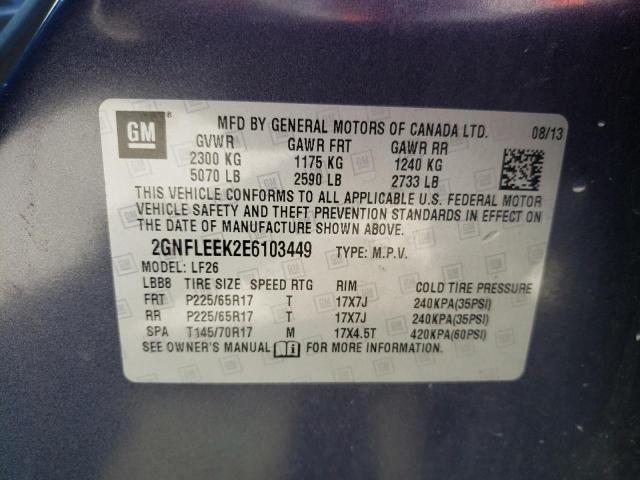 GM
MFD BY GENERAL MOTORS OF CANADA LTD. 08/13
GVWR GAWR FRT GAWR RR
2300 KG 1175 KG 1240 KG
5070 LB 2590 LB 2733 LB
THIS VEHICLE CONFORMS TO ALL APPLICABLE U.S. FEDERAL MOTOR
VEHICLE SAFETY AND THEFT PREVENTION STANDARDS IN EFFECT ON
THE DATE OF MANUFACTURE SHOWN ABOVE.
2GNFLEEK2E6103449 TYPE: M.P.V.
MODEL: LF26
LBB8 TIRE SIZE SPEED RTG RIM COLD TIRE PRESSURE
FRT P225/65R17 T 17X7J 240KPA(35PSI)
RR P225/65R17 T 17X7J 240KPA(35PSI)
SPA T145/70R17 M 17X4.5T 420KPA(60PSI)
SEE OWNER'S MANUAL FOR MORE INFORMATION.